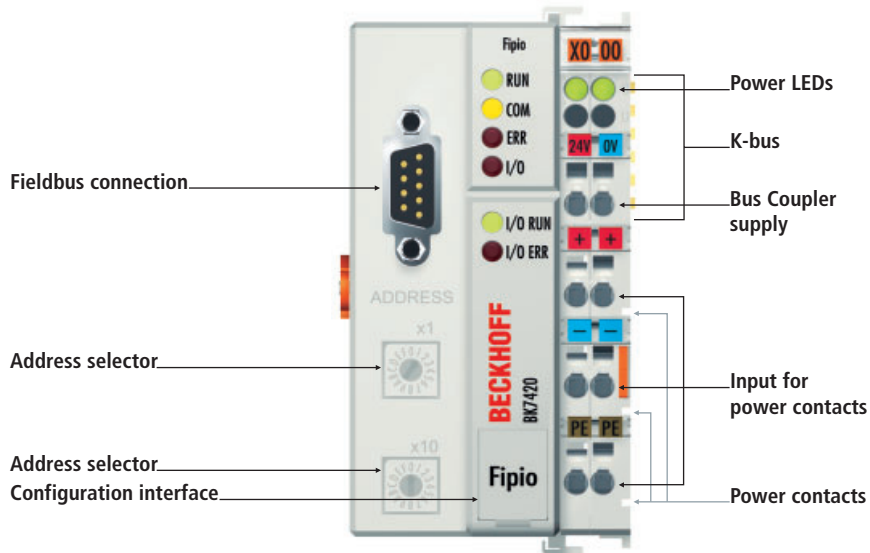 Fipio
X0 00
RUN
COM
ERR
I/O
24V 0V
I/O RUN
I/O ERR
+ +
ADDRESS
x1
− −
BECKHOFF
BK7420
x10
PE PE
Fipio
Fieldbus connection
Address selector
Address selector
Configuration interface
Power LEDs
K-bus
Bus Coupler
supply
Input for
power contacts
Power contacts